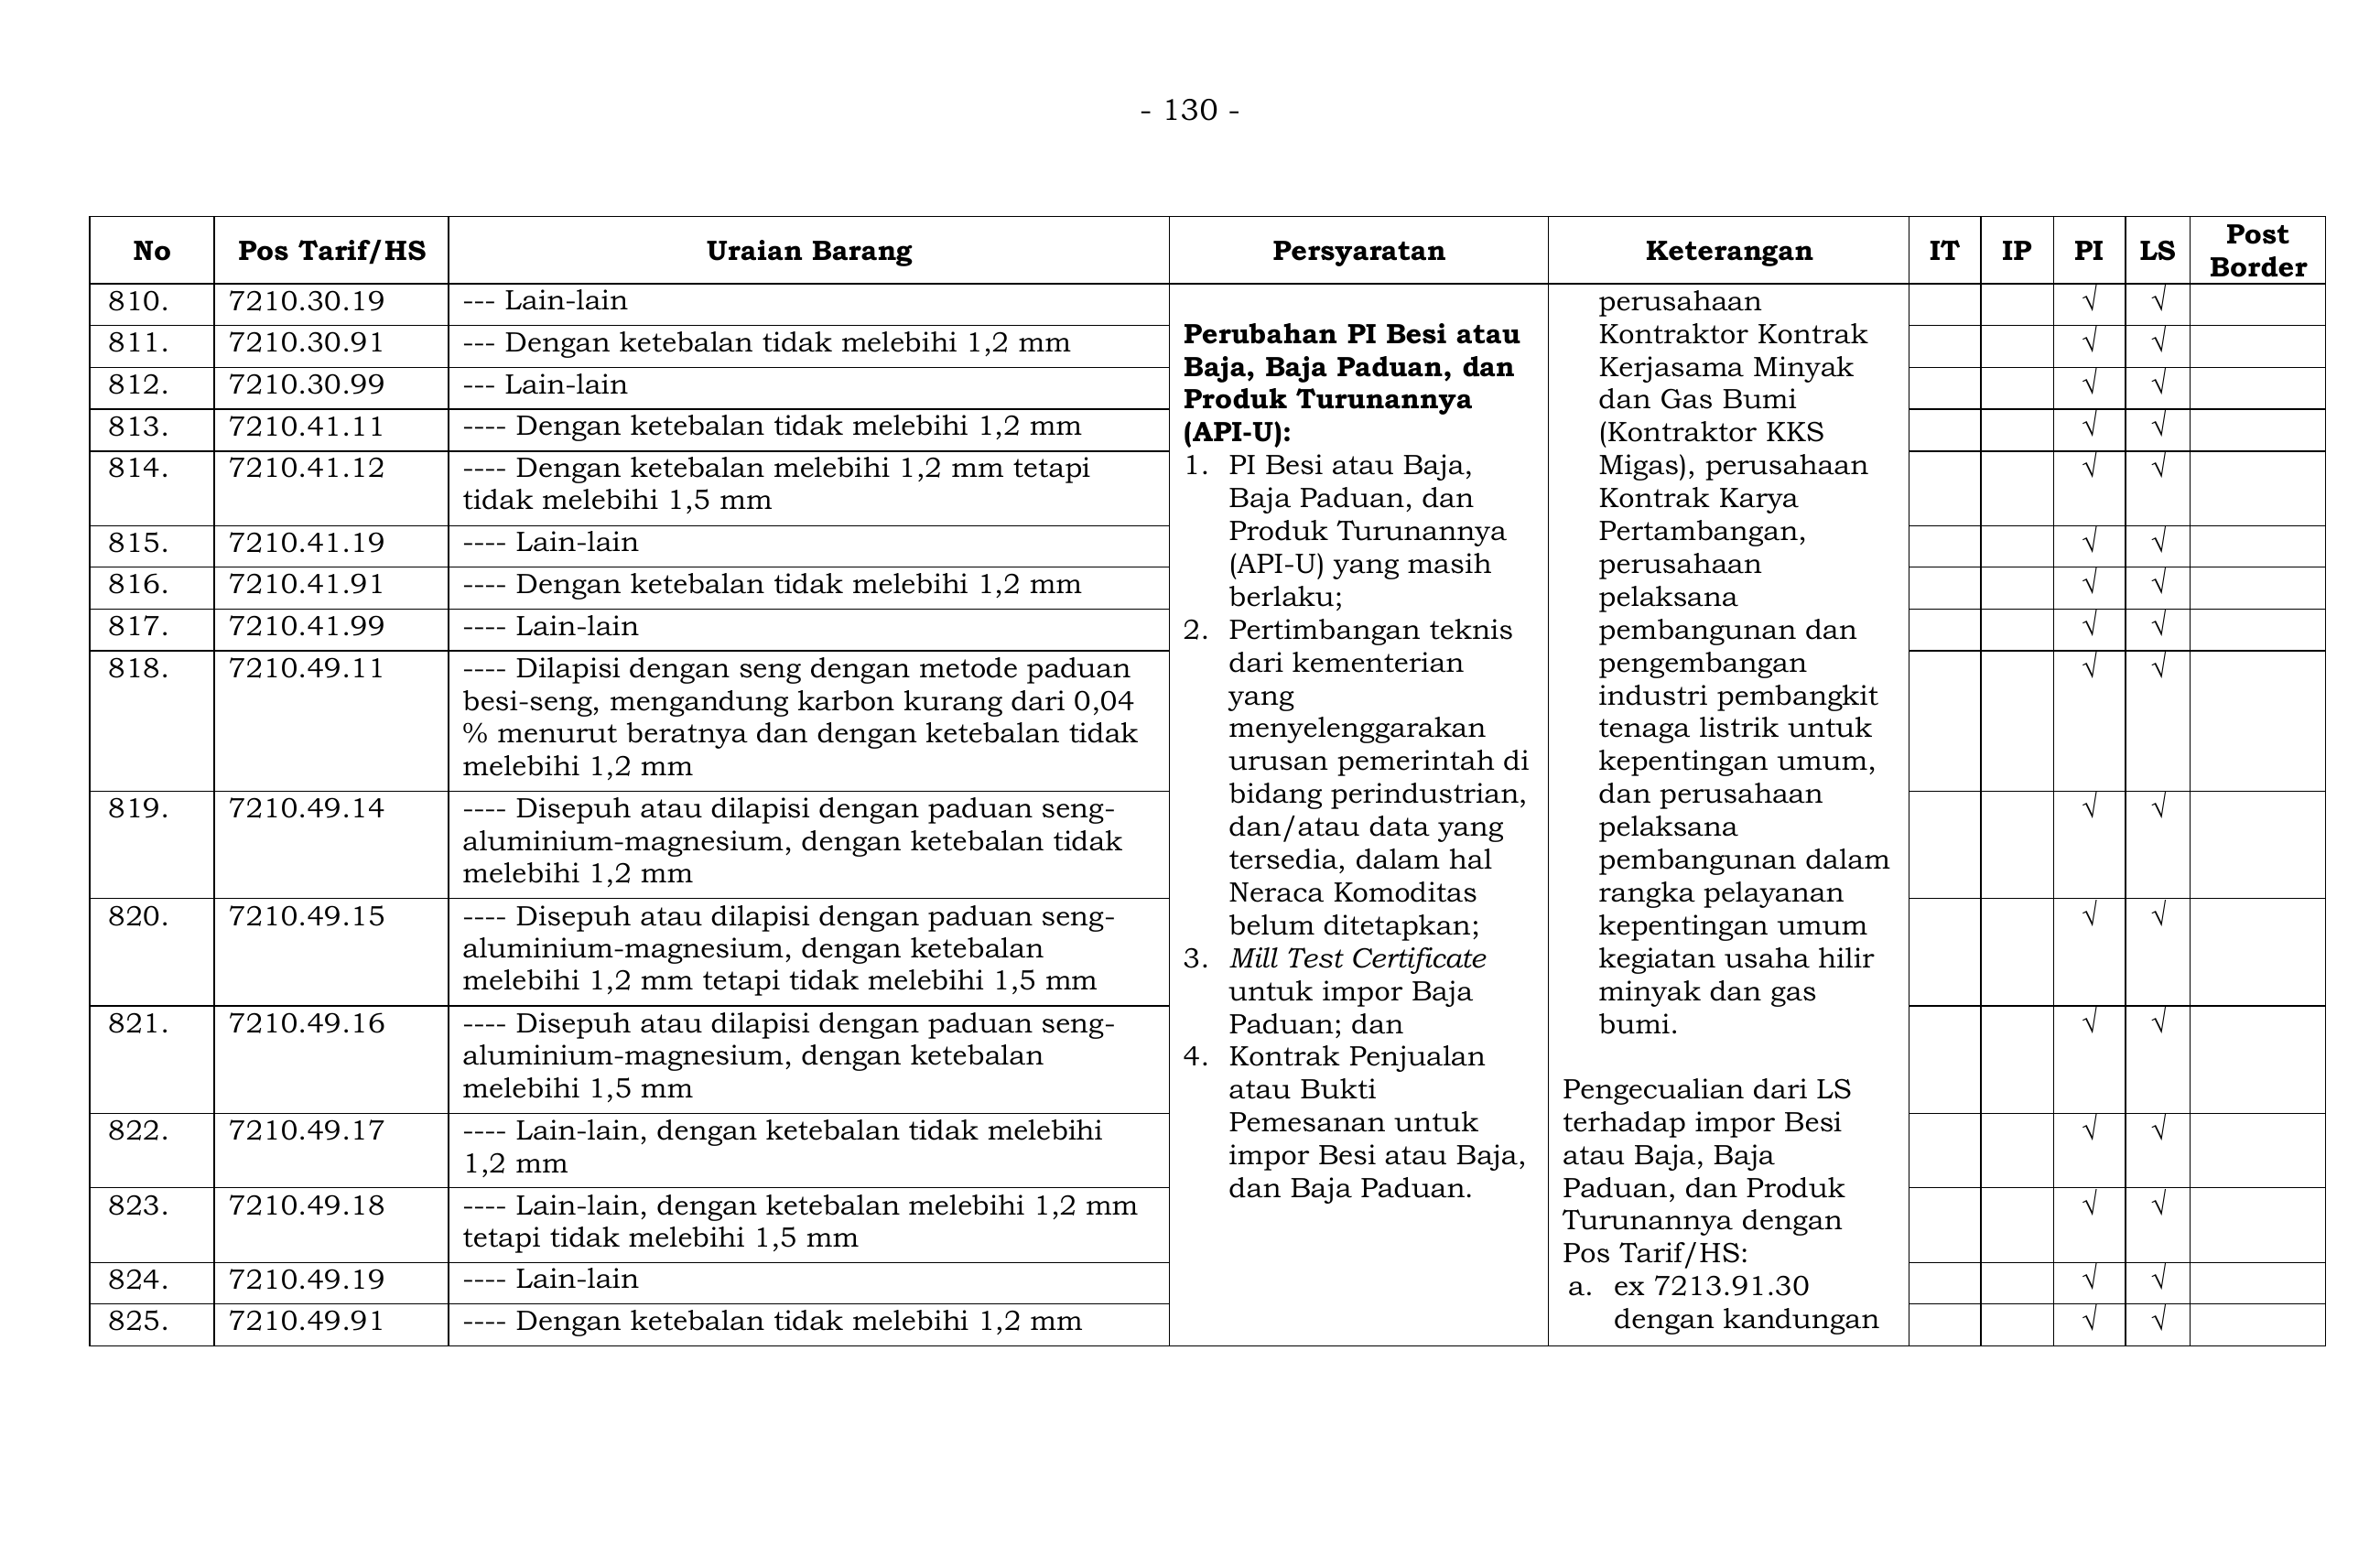 - 130 -
No Pos Tarif/HS Uraian Barang Persyaratan Keterangan IT IP PI LS Post Border
810. 7210.30.19 --- Lain-lain √ √
811. 7210.30.91 --- Dengan ketebalan tidak melebihi 1,2 mm √ √
812. 7210.30.99 --- Lain-lain √ √
813. 7210.41.11 ---- Dengan ketebalan tidak melebihi 1,2 mm √ √
814. 7210.41.12 ---- Dengan ketebalan melebihi 1,2 mm tetapi √ √
tidak melebihi 1,5 mm
815. 7210.41.19 ---- Lain-lain √ √
816. 7210.41.91 ---- Dengan ketebalan tidak melebihi 1,2 mm √ √
817. 7210.41.99 ---- Lain-lain √ √
818. 7210.49.11 ---- Dilapisi dengan seng dengan metode paduan √ √
besi-seng, mengandung karbon kurang dari 0,04
% menurut beratnya dan dengan ketebalan tidak
melebihi 1,2 mm
819. 7210.49.14 ---- Disepuh atau dilapisi dengan paduan seng- √ √
aluminium-magnesium, dengan ketebalan tidak
melebihi 1,2 mm
820. 7210.49.15 ---- Disepuh atau dilapisi dengan paduan seng- √ √
aluminium-magnesium, dengan ketebalan
melebihi 1,2 mm tetapi tidak melebihi 1,5 mm
821. 7210.49.16 ---- Disepuh atau dilapisi dengan paduan seng- √ √
aluminium-magnesium, dengan ketebalan
melebihi 1,5 mm
822. 7210.49.17 ---- Lain-lain, dengan ketebalan tidak melebihi √ √
1,2 mm
823. 7210.49.18 ---- Lain-lain, dengan ketebalan melebihi 1,2 mm √ √
tetapi tidak melebihi 1,5 mm
824. 7210.49.19 ---- Lain-lain √ √
825. 7210.49.91 ---- Dengan ketebalan tidak melebihi 1,2 mm √ √
Perubahan PI Besi atau
Baja, Baja Paduan, dan
Produk Turunannya
(API-U):
1. PI Besi atau Baja,
Baja Paduan, dan
Produk Turunannya
(API-U) yang masih
berlaku;
2. Pertimbangan teknis
dari kementerian
yang
menyelenggarakan
urusan pemerintah di
bidang perindustrian,
dan/atau data yang
tersedia, dalam hal
Neraca Komoditas
belum ditetapkan;
3. Mill Test Certificate
untuk impor Baja
Paduan; dan
4. Kontrak Penjualan
atau Bukti
Pemesanan untuk
impor Besi atau Baja,
dan Baja Paduan.
perusahaan
Kontraktor Kontrak
Kerjasama Minyak
dan Gas Bumi
(Kontraktor KKS
Migas), perusahaan
Kontrak Karya
Pertambangan,
perusahaan
pelaksana
pembangunan dan
pengembangan
industri pembangkit
tenaga listrik untuk
kepentingan umum,
dan perusahaan
pelaksana
pembangunan dalam
rangka pelayanan
kepentingan umum
kegiatan usaha hilir
minyak dan gas
bumi.
Pengecualian dari LS
terhadap impor Besi
atau Baja, Baja
Paduan, dan Produk
Turunannya dengan
Pos Tarif/HS:
a. ex 7213.91.30
dengan kandungan